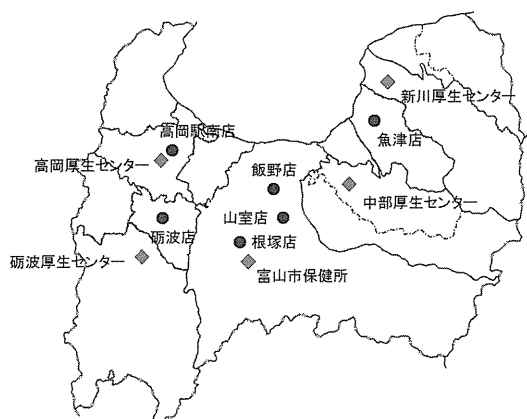 新川厚生センター
魚津店
高岡駅南店
高岡厚生センター
飯野店
中部厚生センター
山室店
砺波店
根塚店
砺波厚生センター
富山市保健所